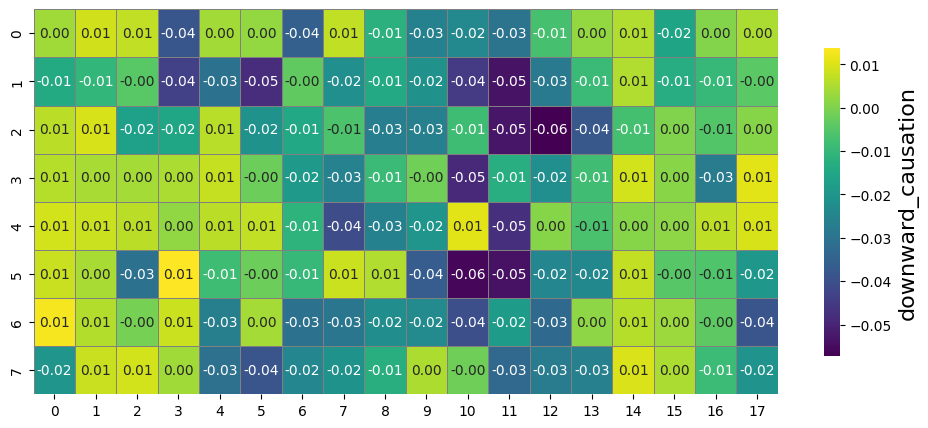 0 0.00 0.01 0.01 -0.04 0.00 0.00 -0.04 0.01 -0.01 -0.03 -0.02 -0.03 -0.01 0.00 0.01 -0.02 0.00 0.00
1 -0.01 -0.01 -0.00 -0.04 -0.03 -0.05 -0.00 -0.02 -0.01 -0.02 -0.04 -0.05 -0.03 -0.01 0.01 -0.01 -0.01 -0.00
2 0.01 0.01 -0.02 -0.02 0.01 -0.02 -0.01 -0.01 -0.03 -0.03 -0.01 -0.05 -0.06 -0.04 -0.01 0.00 -0.01 0.00
3 0.01 0.00 0.00 0.00 0.01 -0.00 -0.02 -0.03 -0.01 -0.00 -0.05 -0.01 -0.02 -0.01 0.01 0.00 -0.03 0.01
4 0.01 0.01 0.01 0.00 0.01 0.01 -0.01 -0.04 -0.03 -0.02 0.01 -0.05 0.00 -0.01 0.00 0.00 0.01 0.01
5 0.01 0.00 -0.03 0.01 -0.01 -0.00 -0.01 0.01 0.01 -0.04 -0.06 -0.05 -0.02 -0.02 0.01 -0.00 -0.01 -0.02
6 0.01 0.01 -0.00 0.01 -0.03 0.00 -0.03 -0.03 -0.02 -0.02 -0.04 -0.02 -0.03 0.00 0.01 0.00 -0.00 -0.04
7 -0.02 0.01 0.01 0.00 -0.03 -0.04 -0.02 -0.02 -0.01 0.00 -0.00 -0.03 -0.03 -0.03 0.01 0.00 -0.01 -0.02
0 1 2 3 4 5 6 7 8 9 10 11 12 13 14 15 16 17
0.01
0.00
−0.01
−0.02
−0.03
−0.04
−0.05
downward_causation